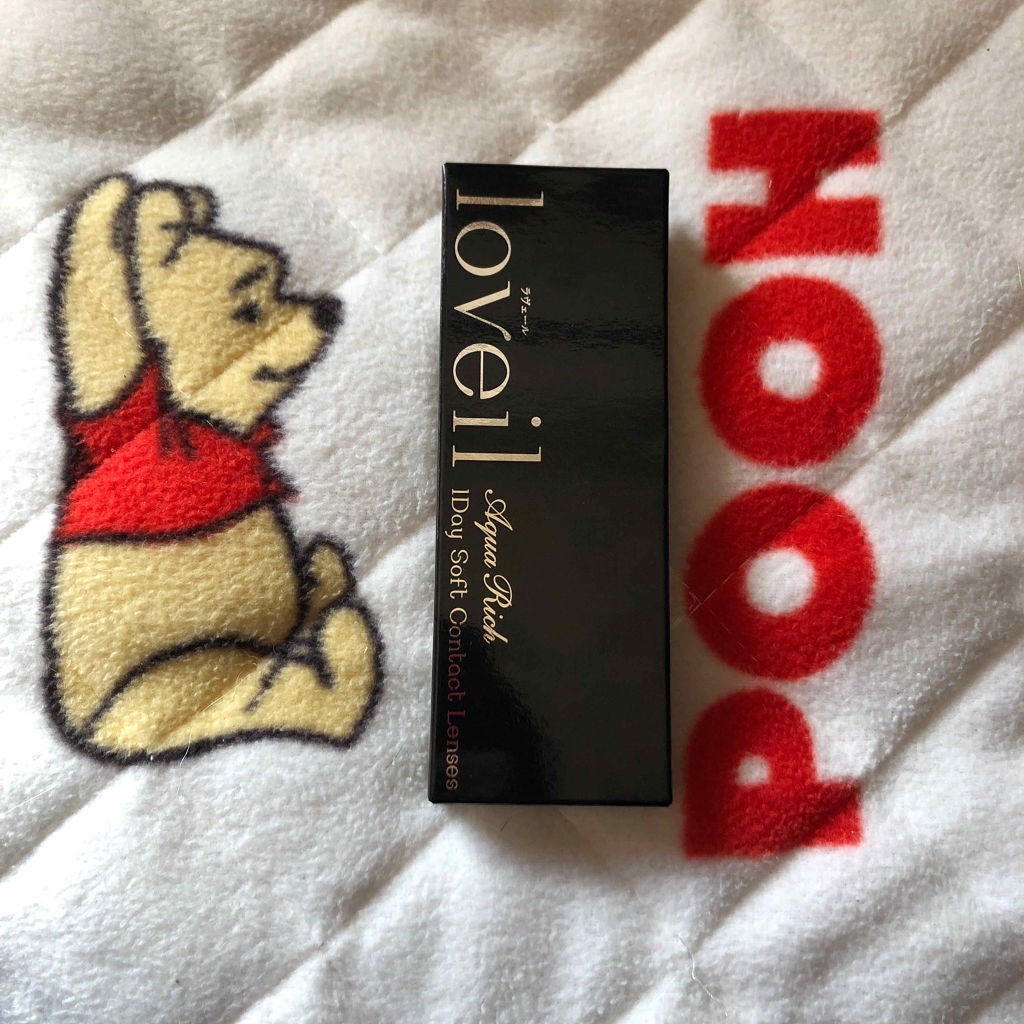 loveil
ラヴェール
Aqua Rich
1Day Soft Contact Lenses
POOH